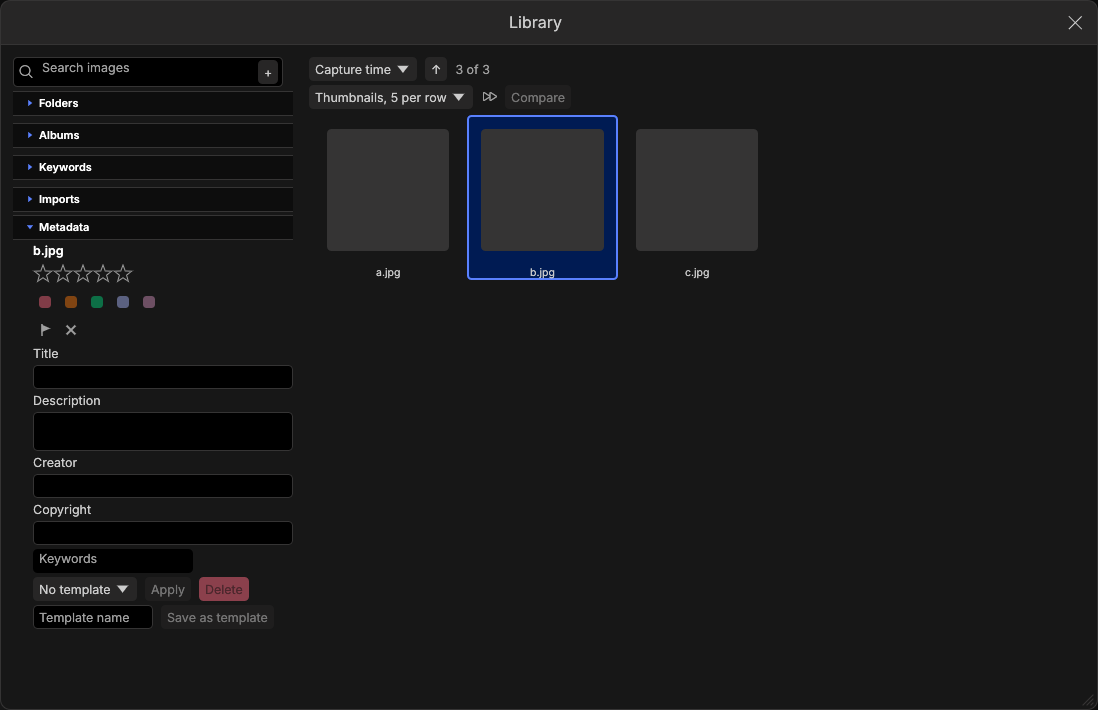 Library
Search images
+
Capture time
3 of 3
Thumbnails, 5 per row
Compare
Folders
Albums
Keywords
Imports
Metadata
b.jpg
Title
Description
Creator
Copyright
Keywords
No template
Apply
Delete
Template name
Save as template
a.jpg
b.jpg
c.jpg